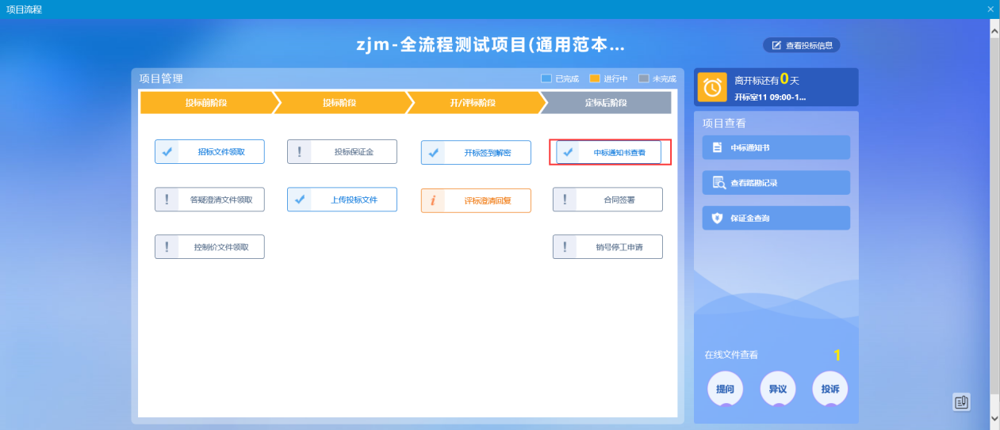 项目流程
zjm-全流程测试项目(通用范本...
查看投标信息
项目管理
已完成 进行中 未完成
投标前阶段 投标阶段 开/评标阶段 定标后阶段
招标文件领取 投标保证金 开标签到解密 中标通知书查看
答疑澄清文件领取 上传投标文件 评标澄清回复 合同签署
控制价文件领取 销号停工申请
离开标还有0天
开标室11 09:00-1...
项目查看
中标通知书
查看踏勘记录
保证金查询
在线文件查看 1
提问 异议 投诉